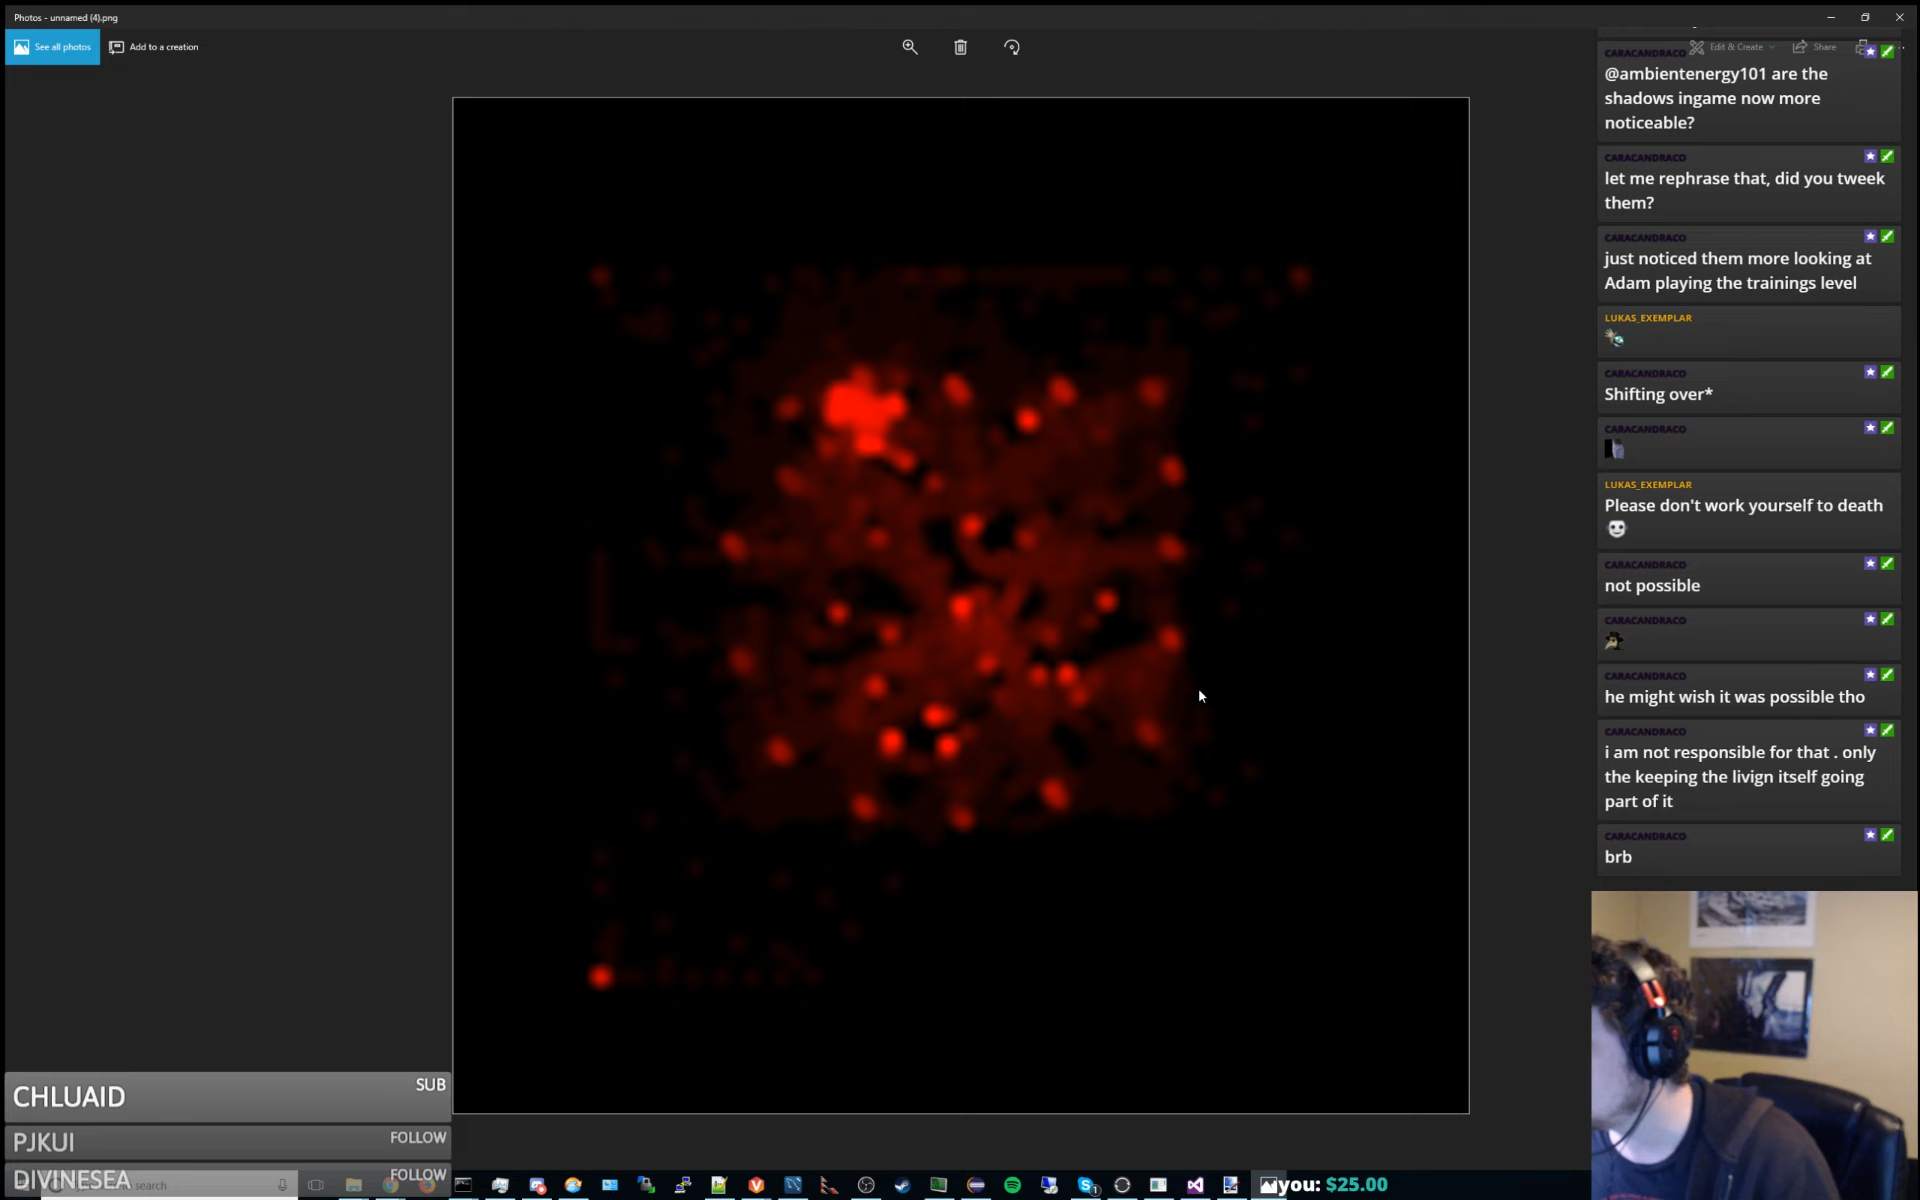 Photos - unnamed (4).png
See all photos
Add to a creation
Edit & Create
Share
CARACANDRACO
@ambientenergy101 are the
shadows ingame now more
noticeable?
CARACANDRACO
let me rephrase that, did you tweek
them?
CARACANDRACO
just noticed them more looking at
Adam playing the trainings level
LUKAS_EXEMPLAR
CARACANDRACO
Shifting over*
CARACANDRACO
LUKAS_EXEMPLAR
Please don't work yourself to death
CARACANDRACO
not possible
CARACANDRACO
CARACANDRACO
he might wish it was possible tho
CARACANDRACO
i am not responsible for that . only
the keeping the livign itself going
part of it
CARACANDRACO
brb
CHLUAID
SUB
PJKUI
FOLLOW
DIVINESEA
FOLLOW
search
you: $25.00